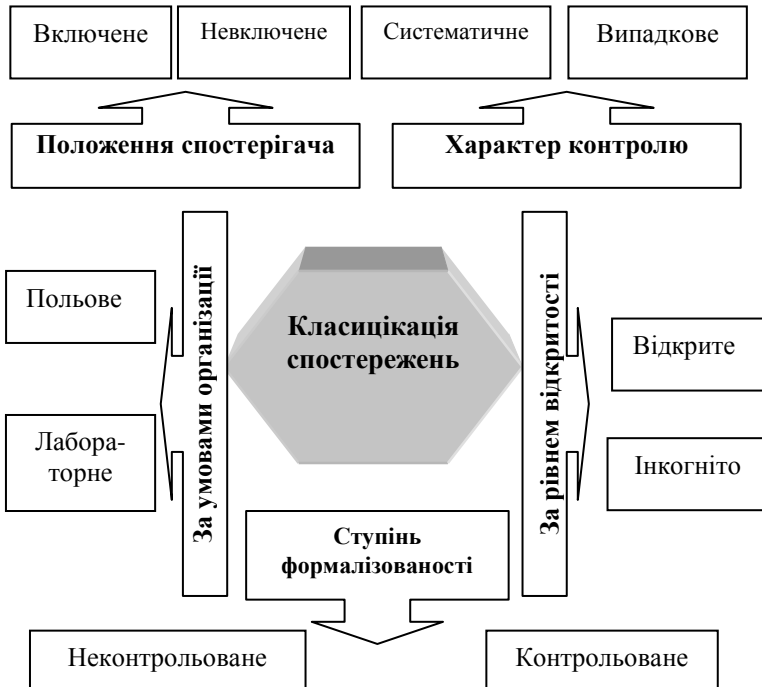 Включене
Невключене
Систематичне
Випадкове
Положення спостерігача
Характер контролю
За умовами організації
Польове
Лабора-
торне
Класицікація
спостережень
За рівнем відкритості
Відкрите
Інкогніто
Ступінь
формалізованості
Неконтрольоване
Контрольоване